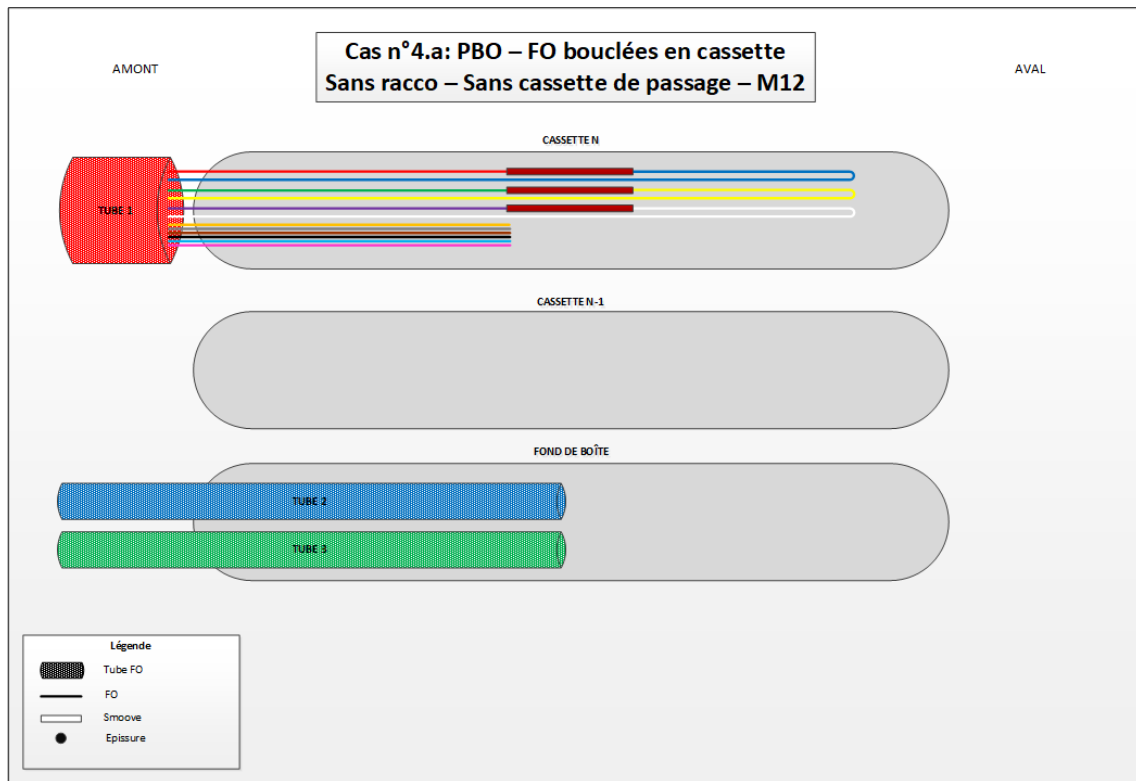 Cas n°4.a: PBO – FO bouclées en cassette
Sans racco – Sans cassette de passage – M12
AMONT
AVAL
CASSETTE N
TUBE 1
CASSETTE N-1
FOND DE BOÎTE
TUBE 2
TUBE 3
Légende
Tube FO
FO
Smoove
Epissure